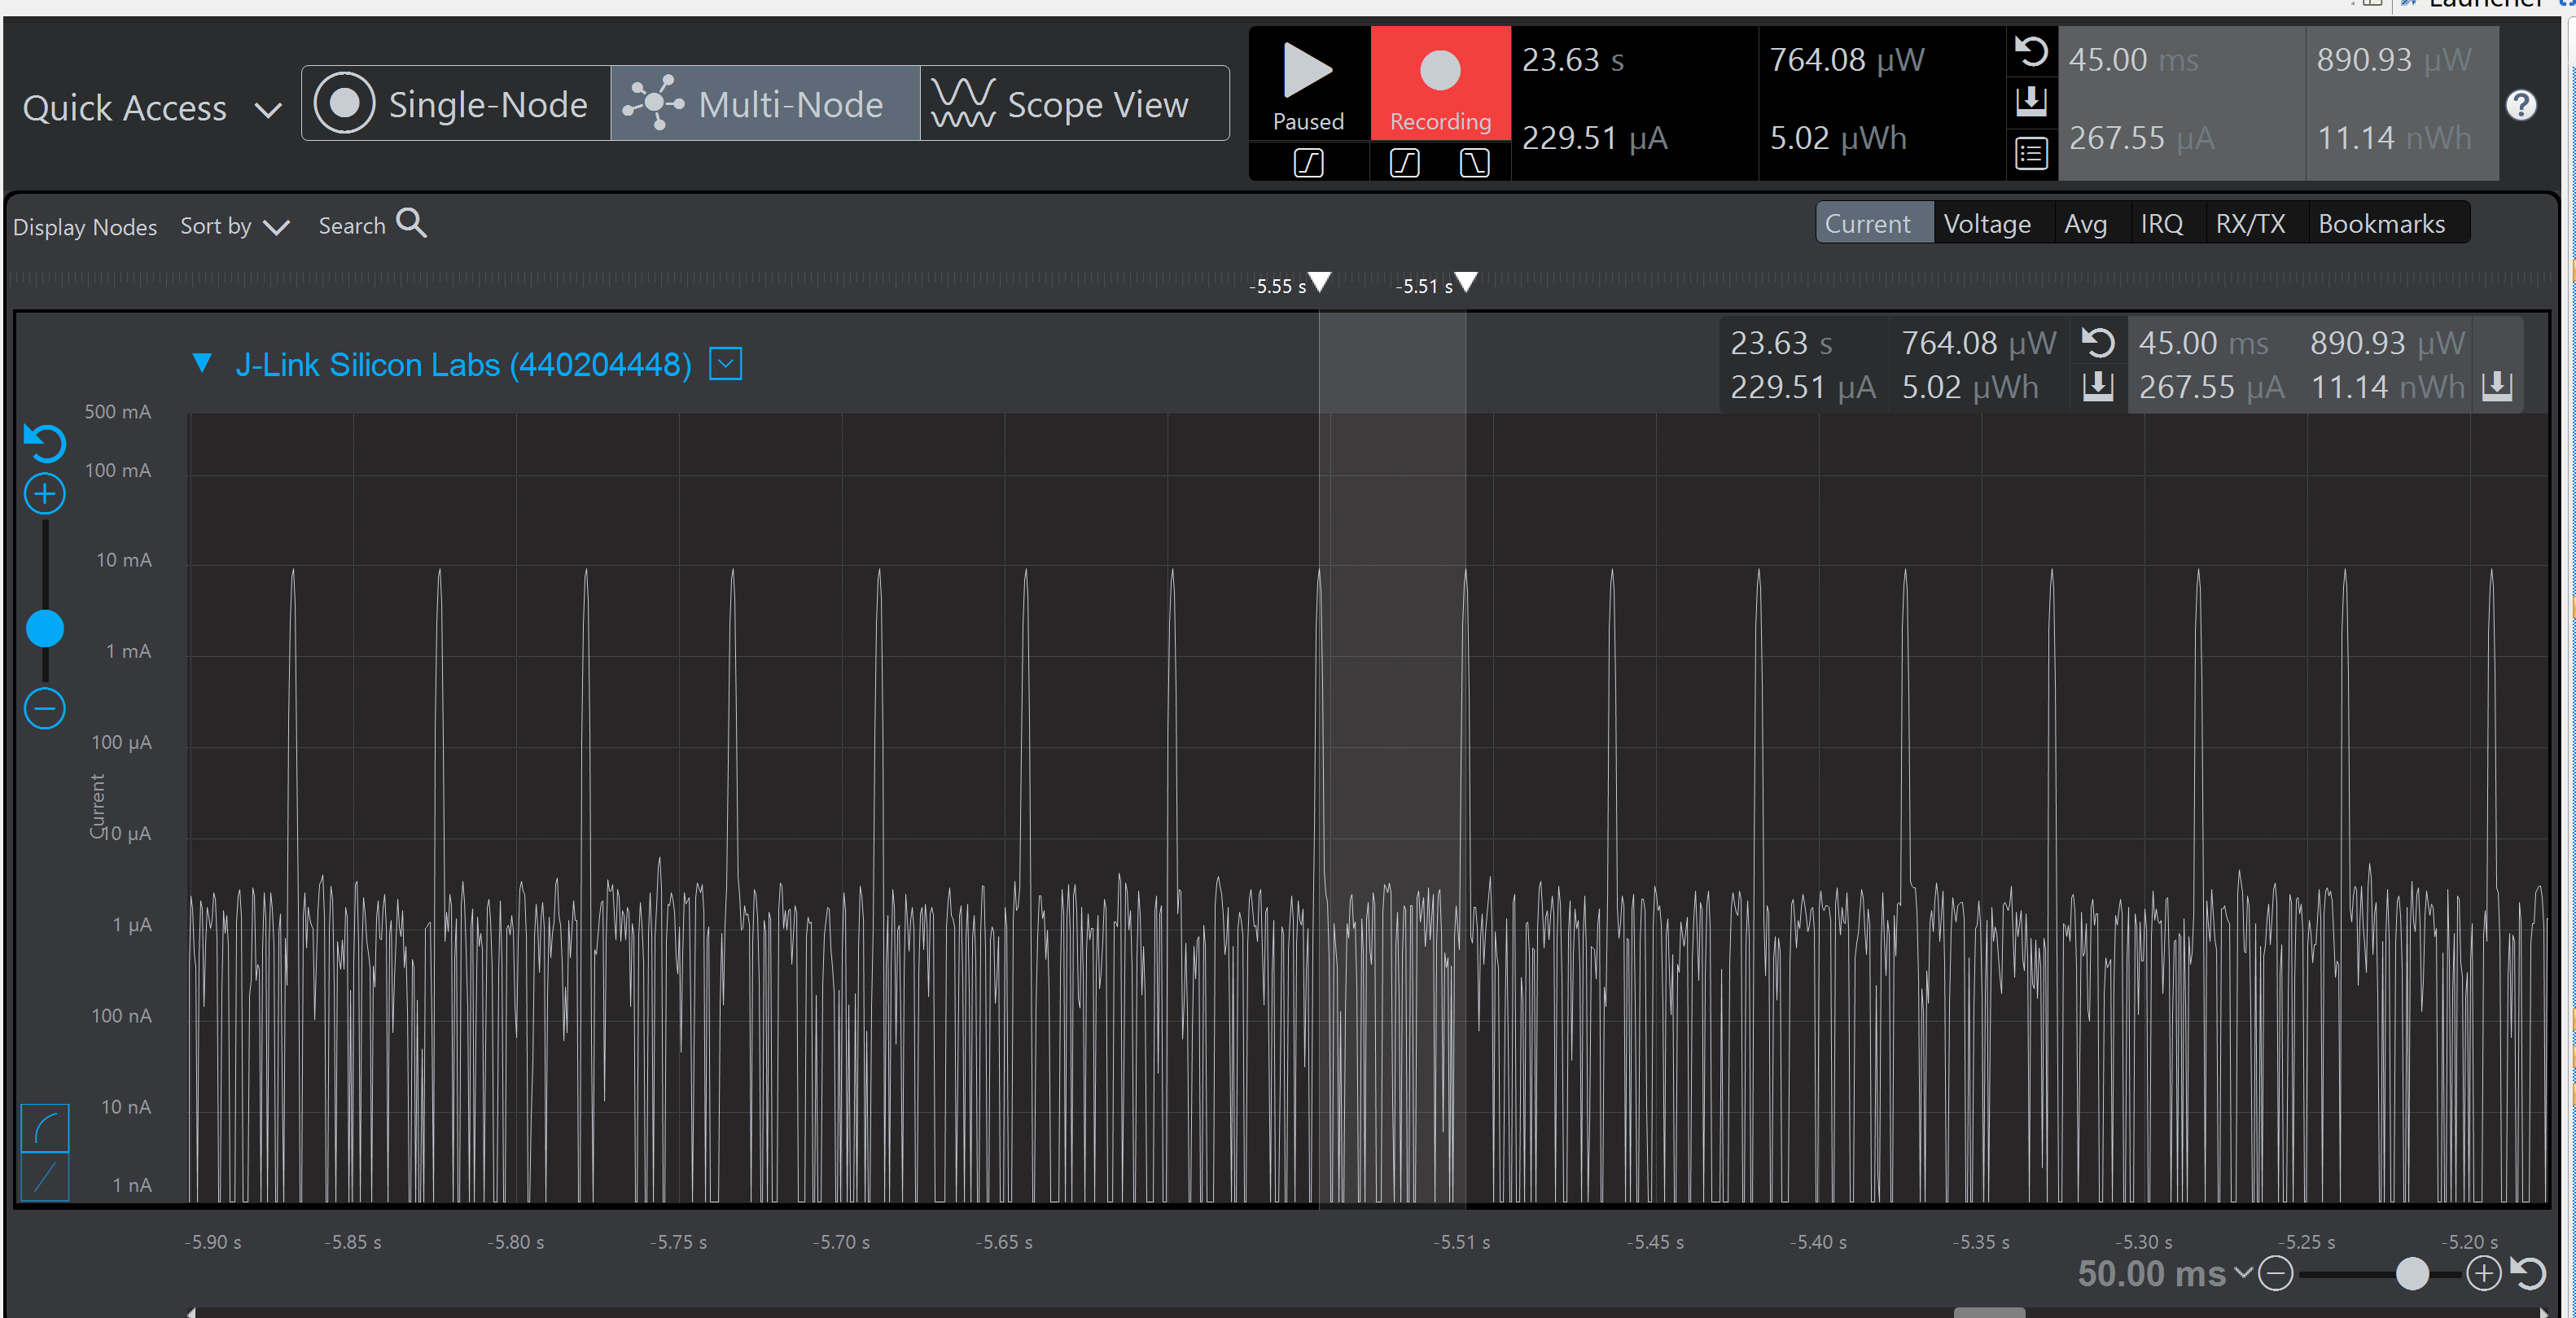 Launcher
Quick Access
Single-Node
Multi-Node
Scope View
Paused
Recording
23.63 s
764.08 µW
229.51 µA
5.02 µWh
45.00 ms
890.93 µW
267.55 µA
11.14 nWh
?
Display Nodes Sort by Search
Current Voltage Avg IRQ RX/TX Bookmarks
-5.55 s -5.51 s
J-Link Silicon Labs (440204448)
23.63 s 764.08 µW 45.00 ms 890.93 µW
229.51 µA 5.02 µWh 267.55 µA 11.14 nWh
500 mA
100 mA
10 mA
1 mA
100 µA
Current
10 µA
1 µA
100 nA
10 nA
1 nA
-5.90 s -5.85 s -5.80 s -5.75 s -5.70 s -5.65 s -5.51 s -5.45 s -5.40 s -5.35 s -5.30 s -5.25 s -5.20 s
50.00 ms